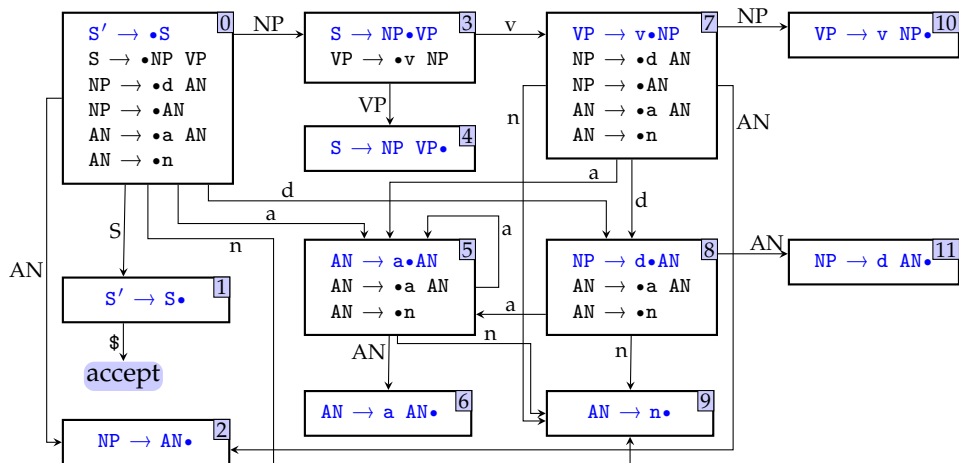 0
S′ → •S
S → •NP VP
NP → •d AN
NP → •AN
AN → •a AN
AN → •n
NP
3
S → NP•VP
VP → •v NP
v
7
VP → v•NP
NP → •d AN
NP → •AN
AN → •a AN
AN → •n
NP
10
VP → v NP•
VP
4
S → NP VP•
n
AN
a
d
d
a
S
n
AN
a
5
AN → a•AN
AN → •a AN
AN → •n
8
NP → d•AN
AN → •a AN
AN → •n
AN
11
NP → d AN•
1
S′ → S•
a
n
AN
n
$
accept
6
AN → a AN•
9
AN → n•
2
NP → AN•